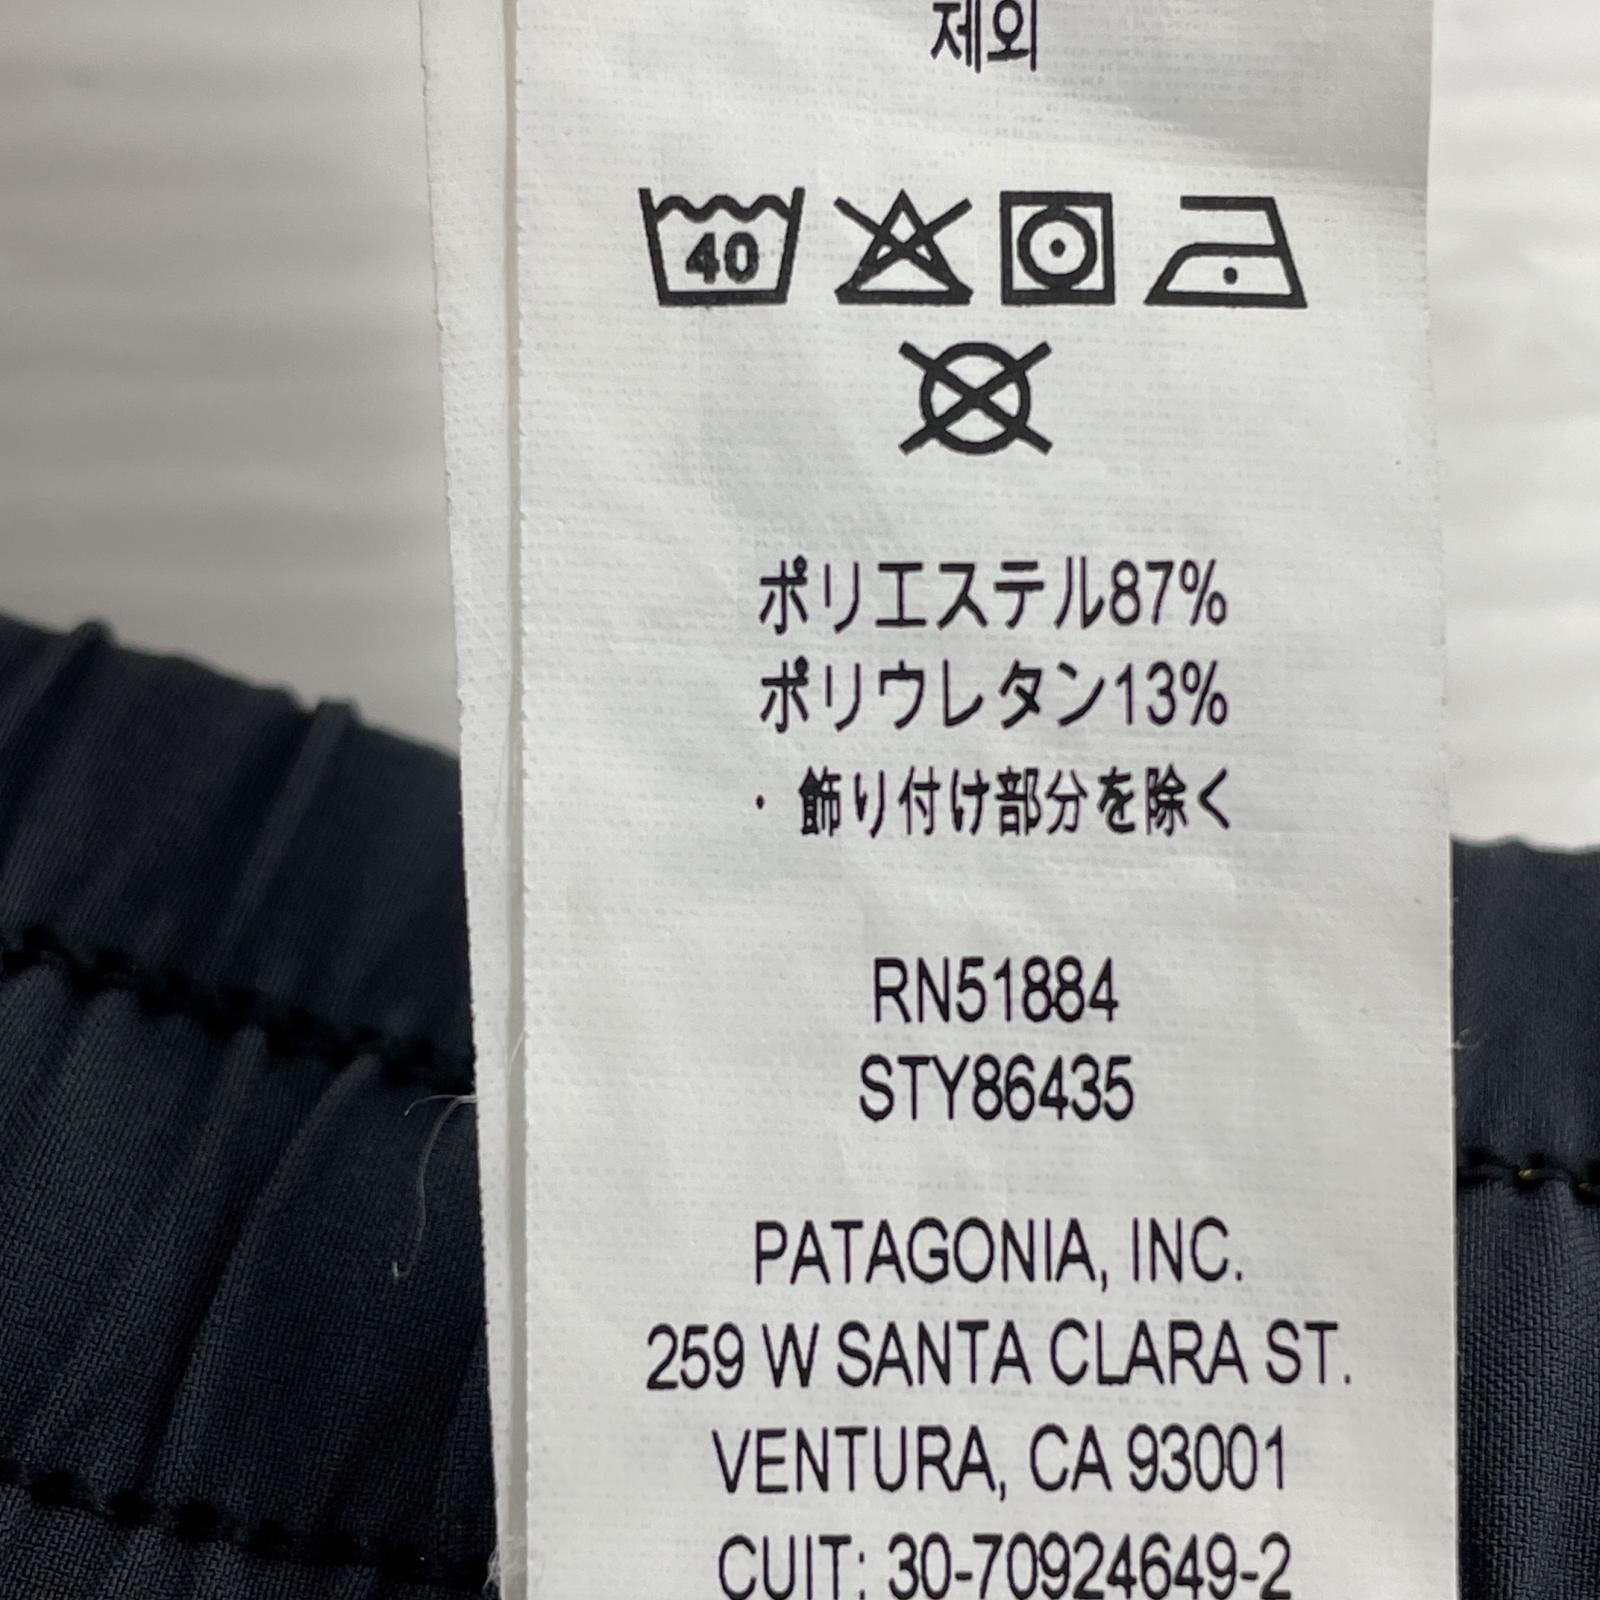 제외
40
ポリエステル87%
ポリウレタン13%
・飾り付け部分を除く
RN51884
STY86435
PATAGONIA, INC.
259 W SANTA CLARA ST.
VENTURA, CA 93001
CUIT: 30-70924649-2